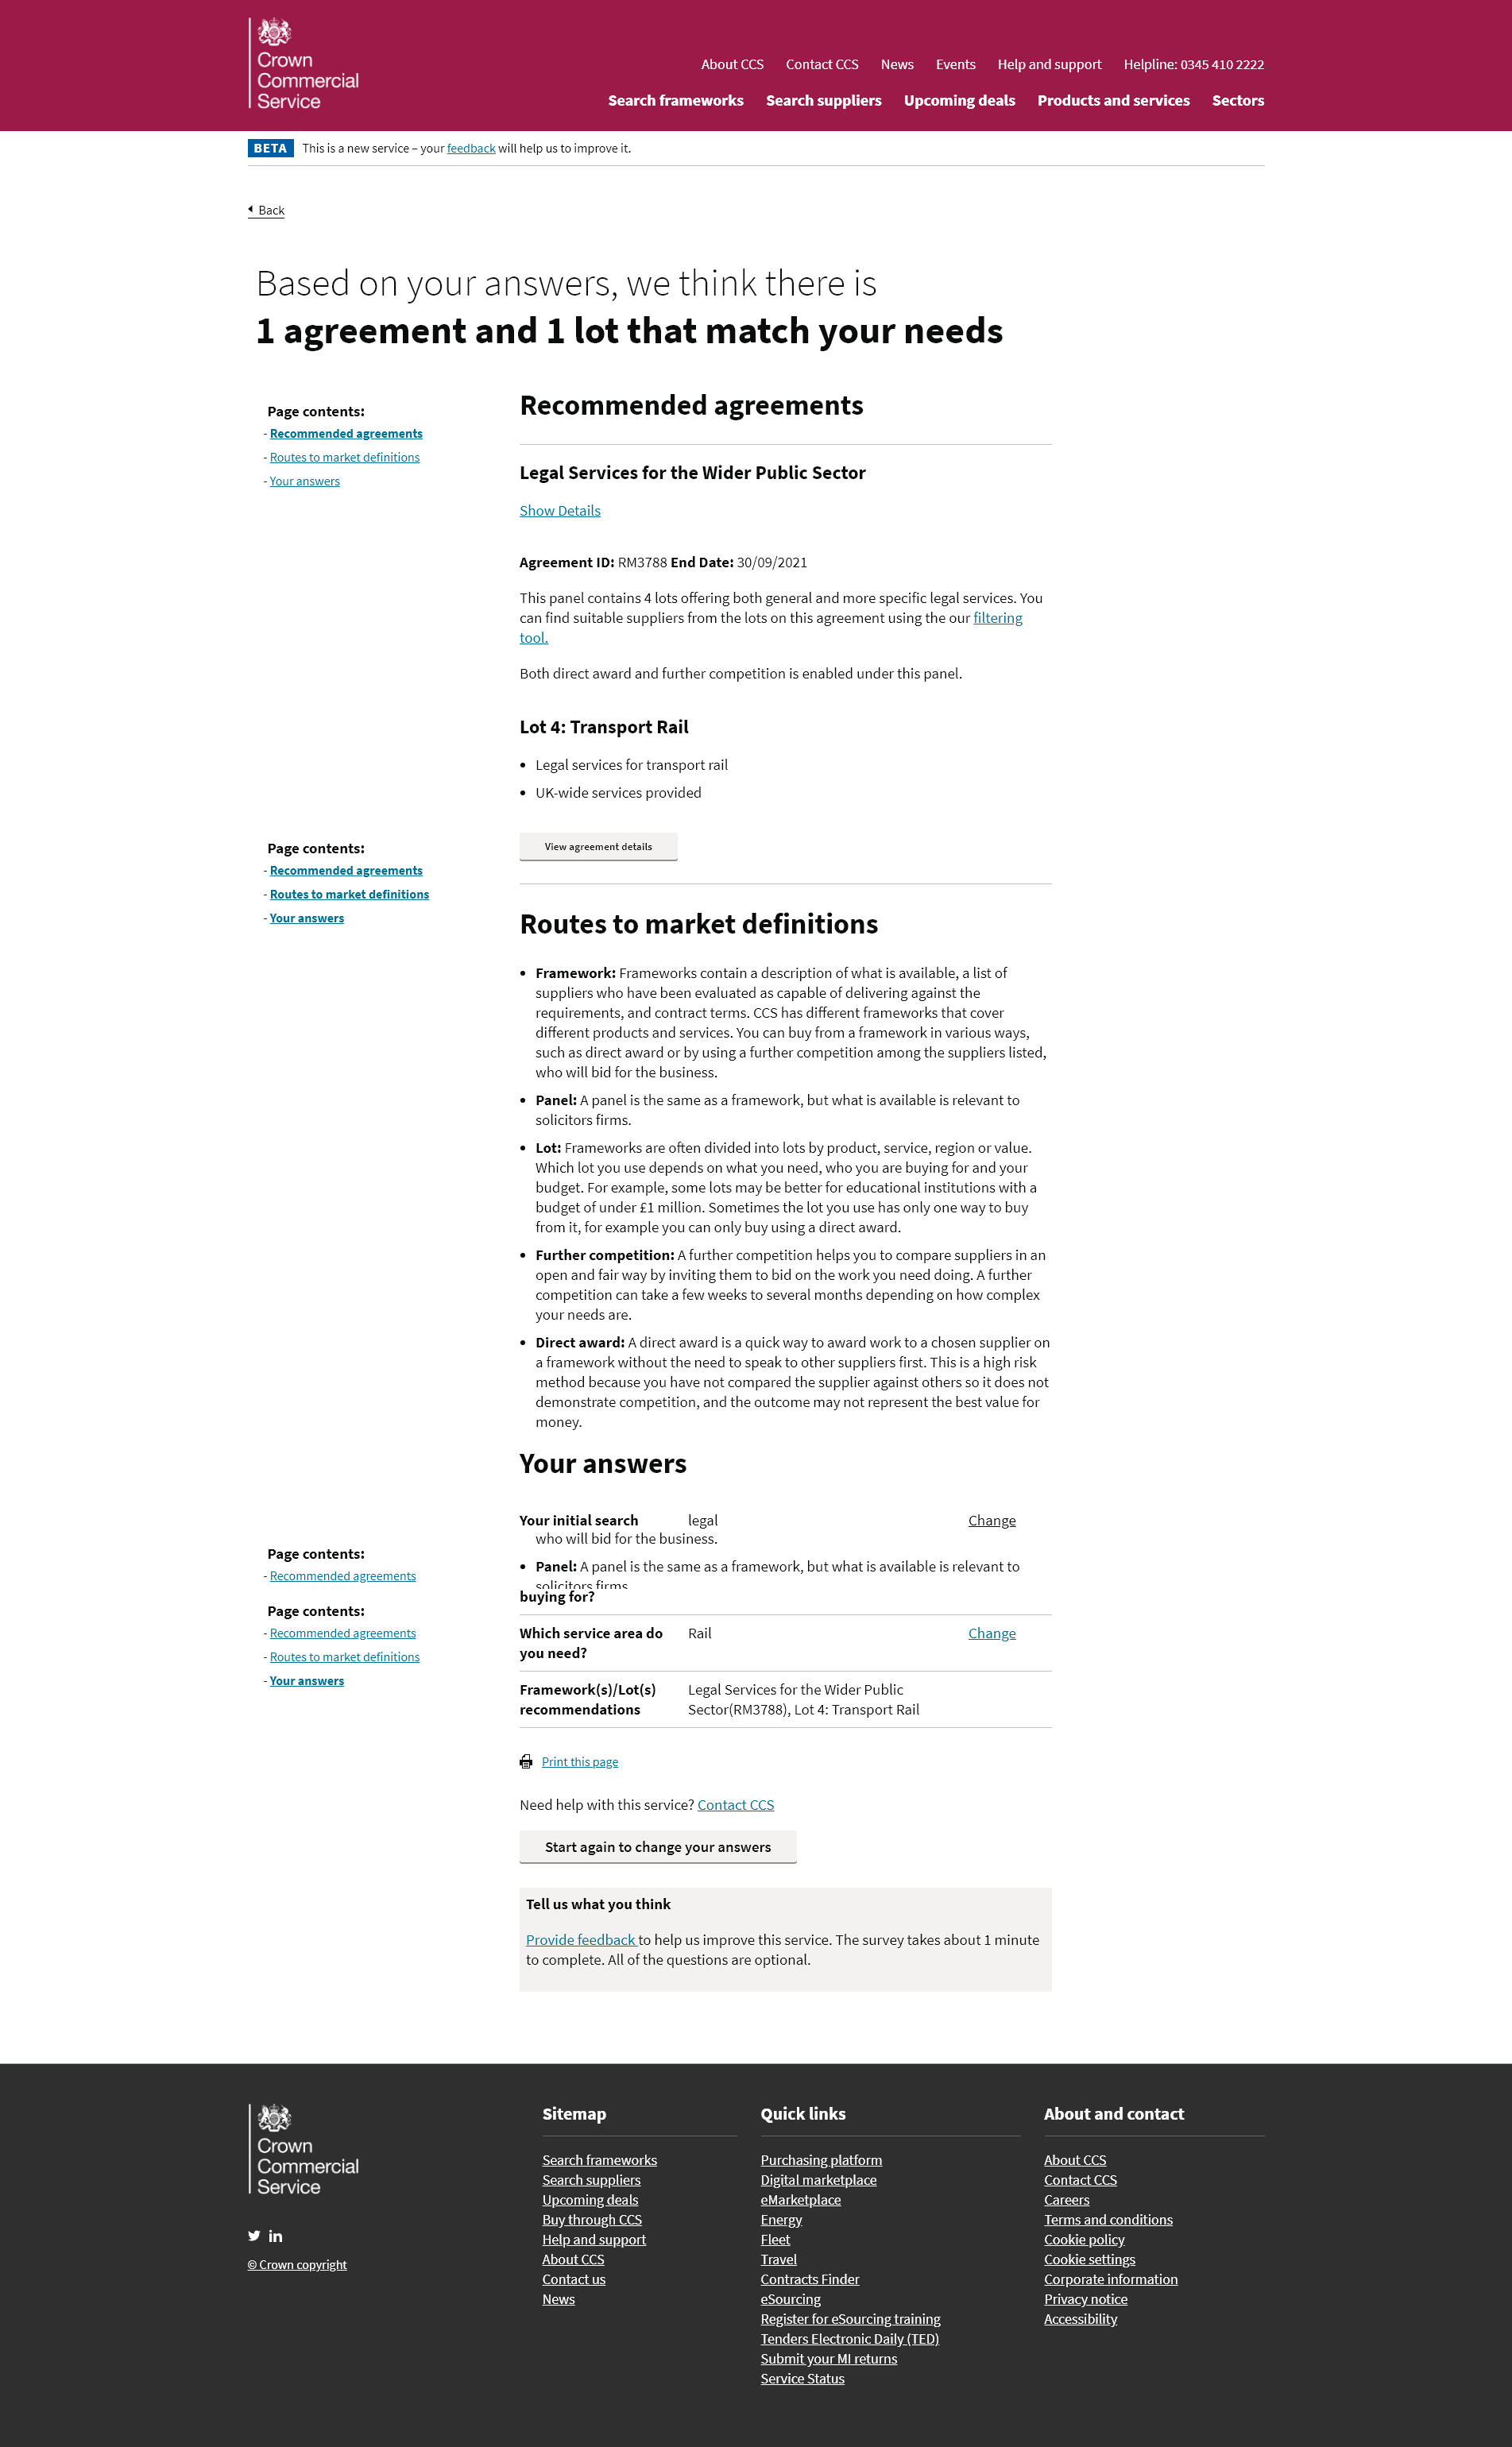 Crown
Commercial
Service
About CCS Contact CCS News Events Help and support Helpline: 0345 410 2222
Search frameworks Search suppliers Upcoming deals Products and services Sectors
BETA This is a new service – your feedback will help us to improve it.
Back
Based on your answers, we think there is
1 agreement and 1 lot that match your needs
Page contents:
- Recommended agreements
- Routes to market definitions
- Your answers
Recommended agreements
Legal Services for the Wider Public Sector
Show Details
Agreement ID: RM3788 End Date: 30/09/2021
This panel contains 4 lots offering both general and more specific legal services. You
can find suitable suppliers from the lots on this agreement using the our filtering
tool.
Both direct award and further competition is enabled under this panel.
Lot 4: Transport Rail
• Legal services for transport rail
• UK-wide services provided
View agreement details
Page contents:
- Recommended agreements
- Routes to market definitions
- Your answers
Routes to market definitions
• Framework: Frameworks contain a description of what is available, a list of
suppliers who have been evaluated as capable of delivering against the
requirements, and contract terms. CCS has different frameworks that cover
different products and services. You can buy from a framework in various ways,
such as direct award or by using a further competition among the suppliers listed,
who will bid for the business.
• Panel: A panel is the same as a framework, but what is available is relevant to
solicitors firms.
• Lot: Frameworks are often divided into lots by product, service, region or value.
Which lot you use depends on what you need, who you are buying for and your
budget. For example, some lots may be better for educational institutions with a
budget of under £1 million. Sometimes the lot you use has only one way to buy
from it, for example you can only buy using a direct award.
• Further competition: A further competition helps you to compare suppliers in an
open and fair way by inviting them to bid on the work you need doing. A further
competition can take a few weeks to several months depending on how complex
your needs are.
• Direct award: A direct award is a quick way to award work to a chosen supplier on
a framework without the need to speak to other suppliers first. This is a high risk
method because you have not compared the supplier against others so it does not
demonstrate competition, and the outcome may not represent the best value for
money.
Your answers
Your initial search legal Change
who will bid for the business.
• Panel: A panel is the same as a framework, but what is available is relevant to
solicitors firms
buying for?
Page contents:
- Recommended agreements
Page contents:
- Recommended agreements
- Routes to market definitions
- Your answers
Which service area do Rail Change
you need?
Framework(s)/Lot(s) Legal Services for the Wider Public
recommendations Sector(RM3788), Lot 4: Transport Rail
Print this page
Need help with this service? Contact CCS
Start again to change your answers
Tell us what you think
Provide feedback to help us improve this service. The survey takes about 1 minute
to complete. All of the questions are optional.
Crown
Commercial
Service
© Crown copyright
Sitemap
Search frameworks
Search suppliers
Upcoming deals
Buy through CCS
Help and support
About CCS
Contact us
News
Quick links
Purchasing platform
Digital marketplace
eMarketplace
Energy
Fleet
Travel
Contracts Finder
eSourcing
Register for eSourcing training
Tenders Electronic Daily (TED)
Submit your MI returns
Service Status
About and contact
About CCS
Contact CCS
Careers
Terms and conditions
Cookie policy
Cookie settings
Corporate information
Privacy notice
Accessibility